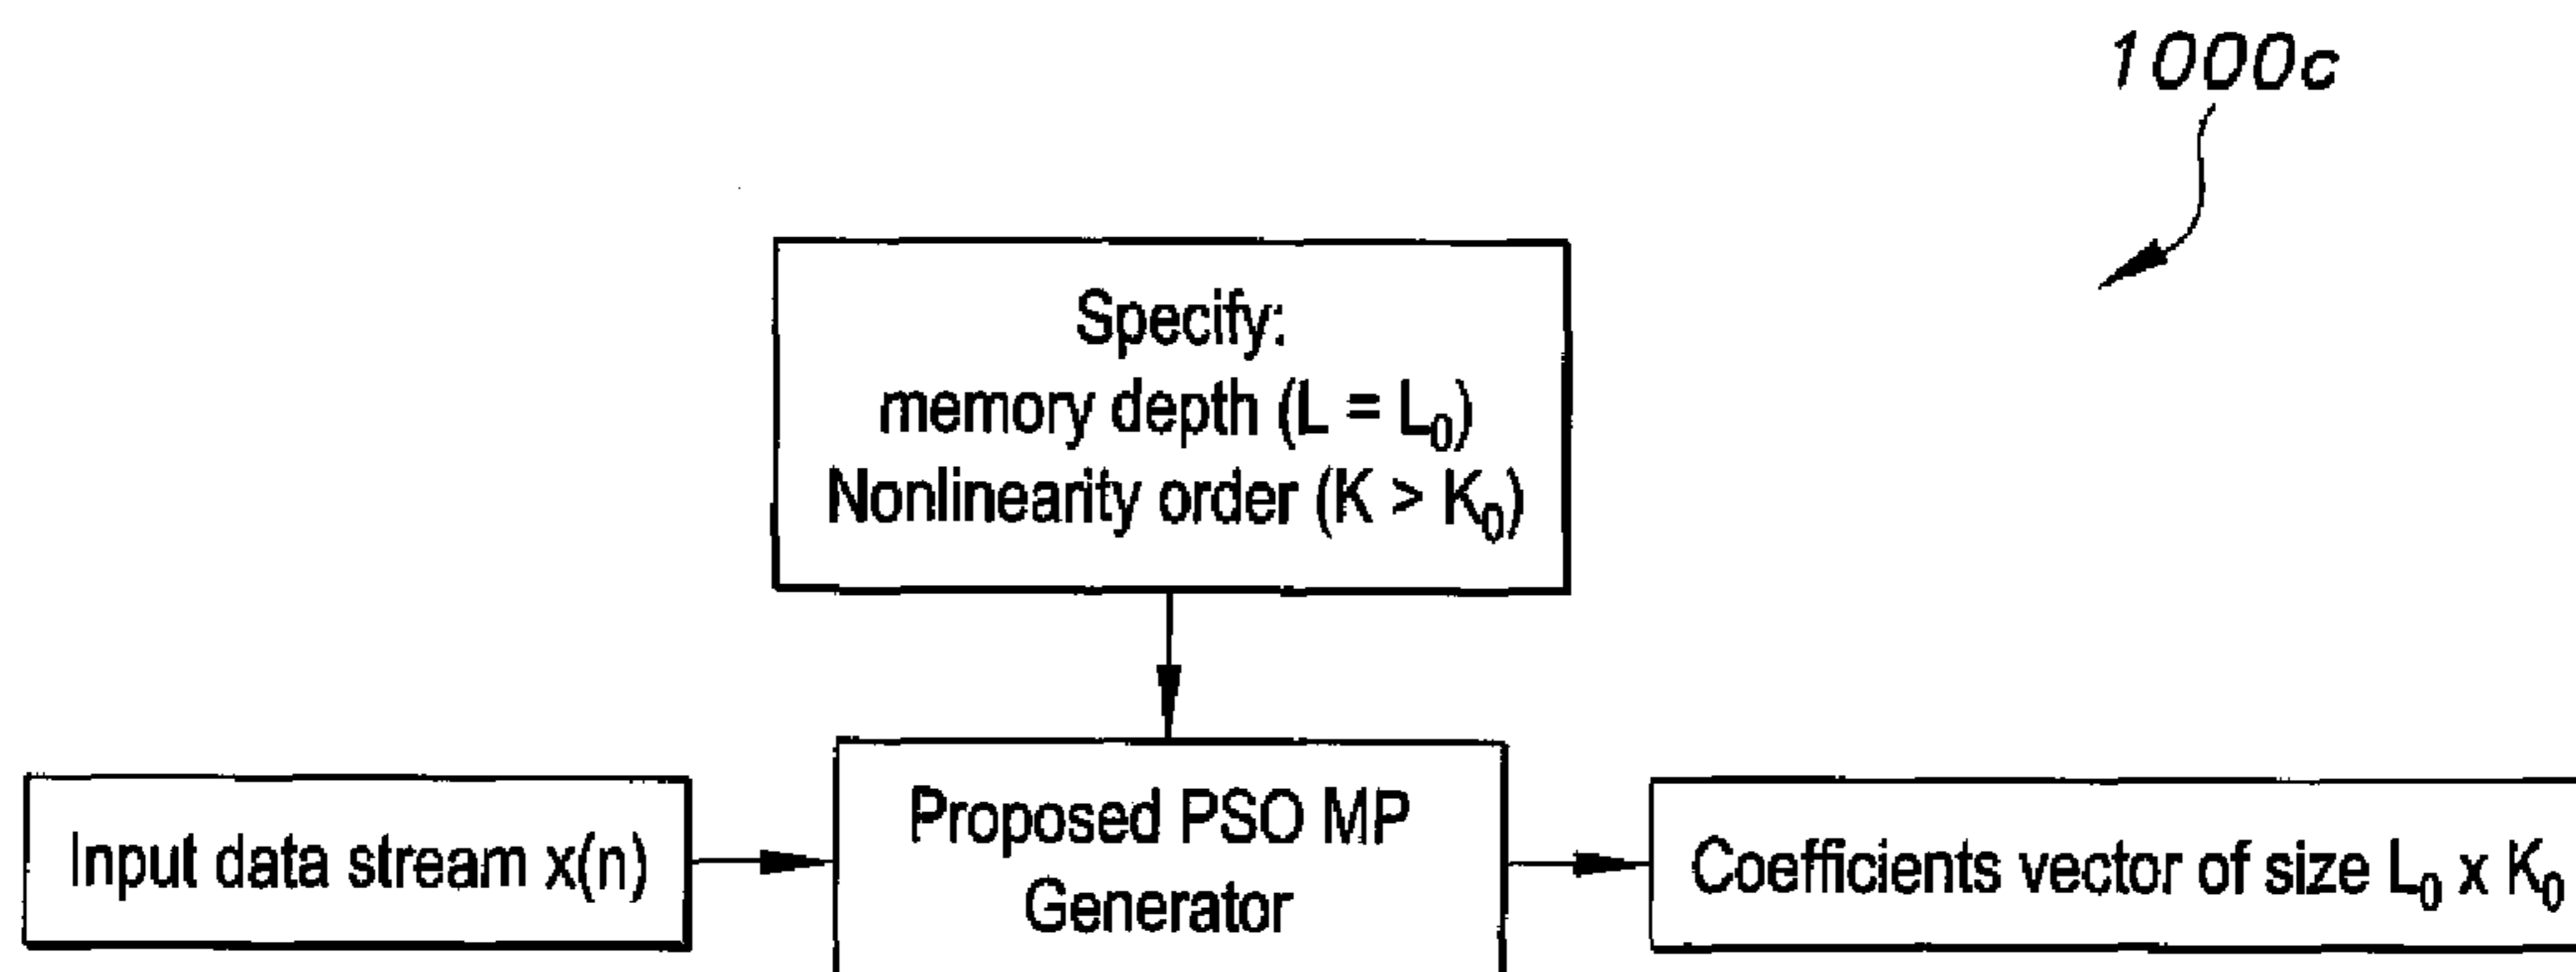 1000c
Specify:
memory depth (L = L₀)
Nonlinearity order (K > K₀)
Input data stream x(n)
Proposed PSO MP
Generator
Coefficients vector of size L₀ x K₀